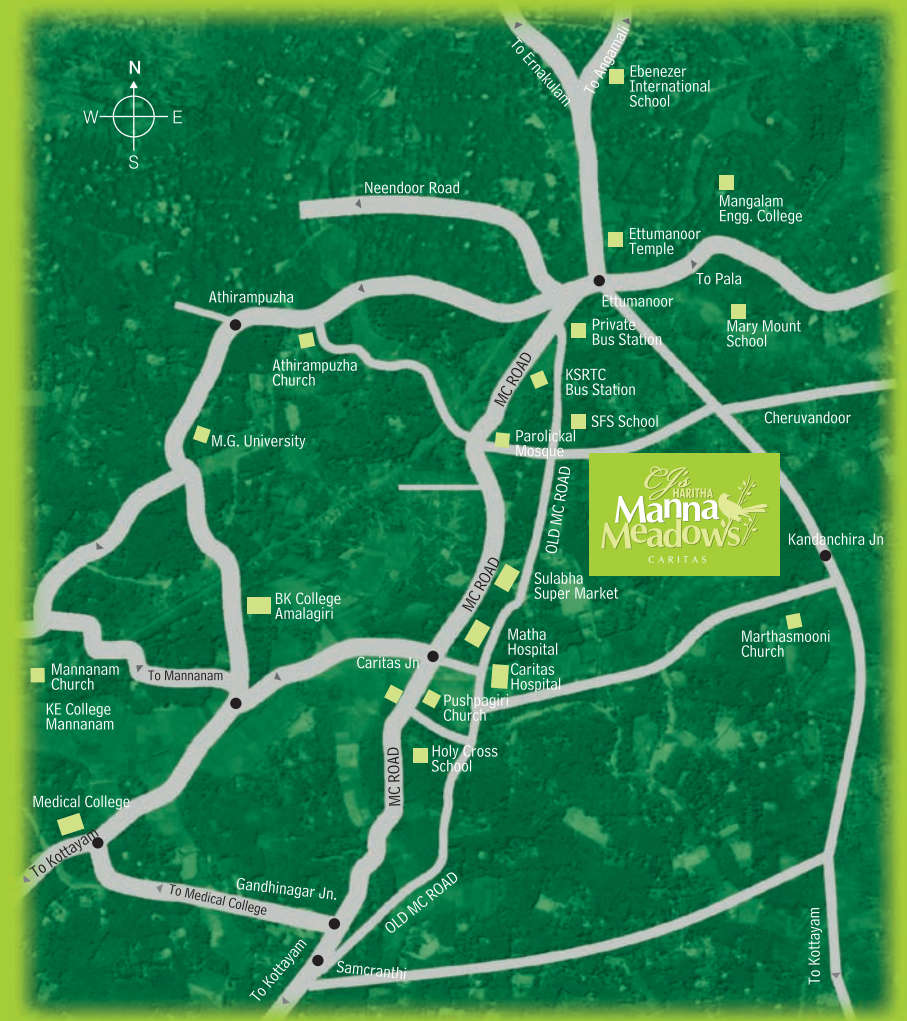 To Ernakulam
To Angamali
Ebenezer
International
School
N
W
E
S
Neendoor Road
Mangalam
Engg. College
Ettumanoor
Temple
To Pala
Athirampuzha
Ettumanoor
Private
Bus Station
Mary Mount
School
Athirampuzha
Church
MC ROAD
KSRTC
Bus Station
SFS School
Cheruvandoor
M.G. University
Parolickal
Mosque
CJ's
HARITHA
Manna
Meadows
CARITAS
OLD MC ROAD
Kandanchira Jn
MC ROAD
Sulabha
Super Market
BK College
Amalagiri
Matha
Hospital
Marthasmooni
Church
Caritas Jn
Mannanam
Church
To Mannanam
Caritas
Hospital
KE College
Mannanam
Pushpagiri
Church
Holy Cross
School
MC ROAD
Medical College
To Kottayam
To Medical College
Gandhinagar Jn.
OLD MC ROAD
To Kottayam
Samcranthi
To Kottayam